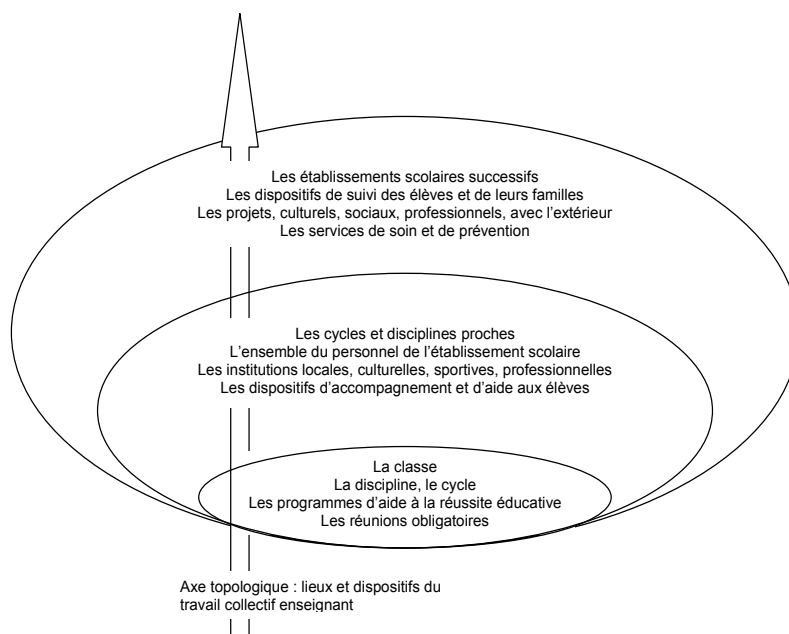 Les établissements scolaires successifs
Les dispositifs de suivi des élèves et de leurs familles
Les projets, culturels, sociaux, professionnels, avec l'extérieur
Les services de soin et de prévention
Les cycles et disciplines proches
L'ensemble du personnel de l'établissement scolaire
Les institutions locales, culturelles, sportives, professionnelles
Les dispositifs d'accompagnement et d'aide aux élèves
La classe
La discipline, le cycle
Les programmes d'aide à la réussite éducative
Les réunions obligatoires
Axe topologique : lieux et dispositifs du
travail collectif enseignant